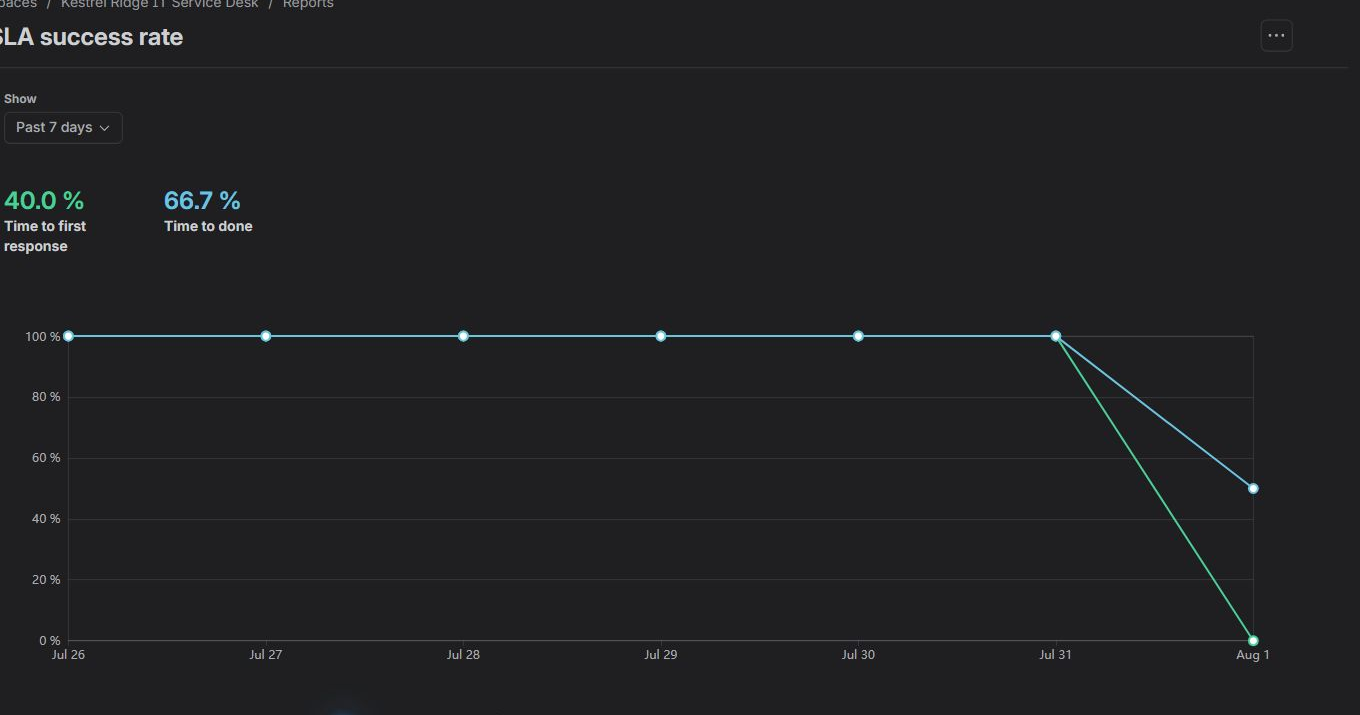 / Kestrel Ridge IT Service Desk / Reports
SLA success rate
Show
Past 7 days
40.0 %
Time to first
response
66.7 %
Time to done
100 %
80 %
60 %
40 %
20 %
0 %
Jul 26 Jul 27 Jul 28 Jul 29 Jul 30 Jul 31 Aug 1